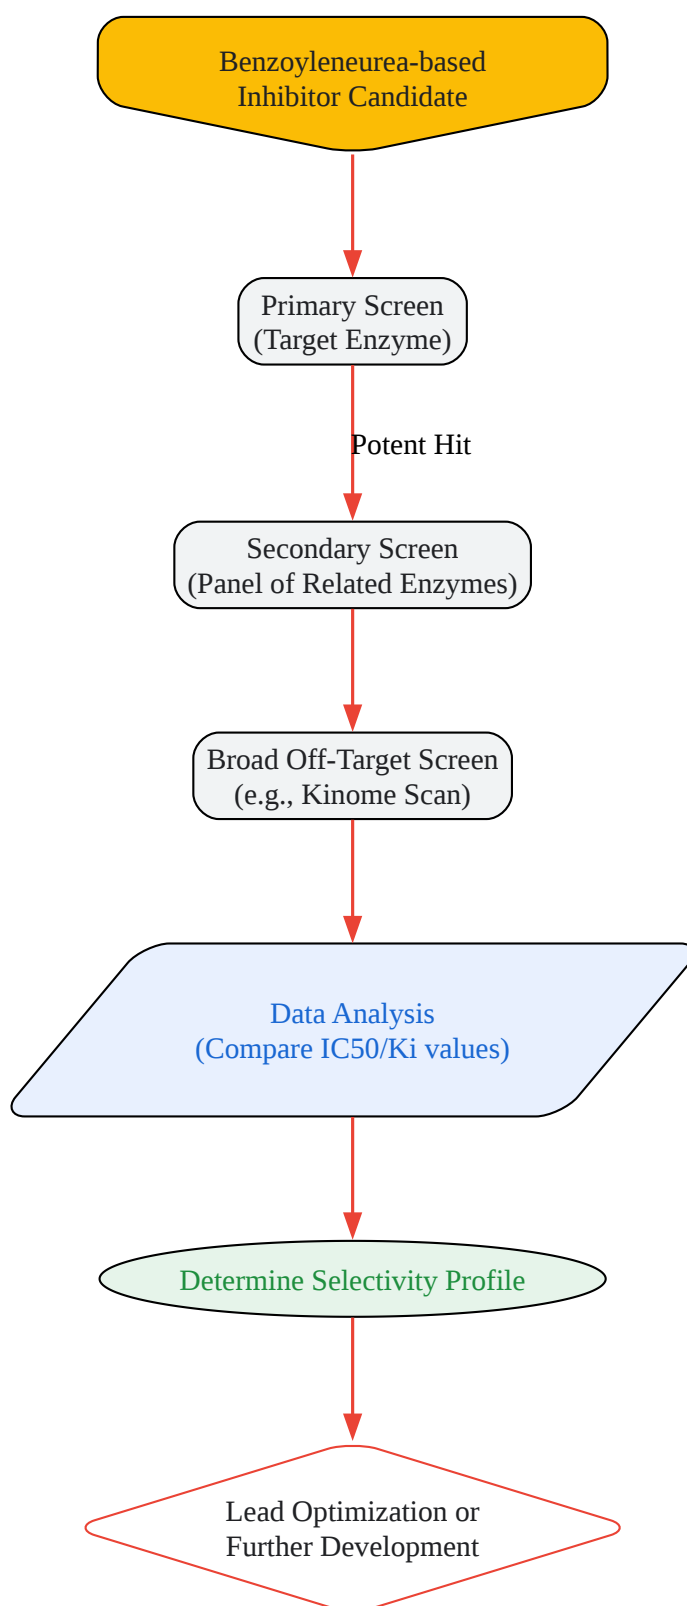 Benzoyleneurea-based
Inhibitor Candidate
Primary Screen
(Target Enzyme)
Potent Hit
Secondary Screen
(Panel of Related Enzymes)
Broad Off-Target Screen
(e.g., Kinome Scan)
Data Analysis
(Compare IC50/Ki values)
Determine Selectivity Profile
Lead Optimization or
Further Development